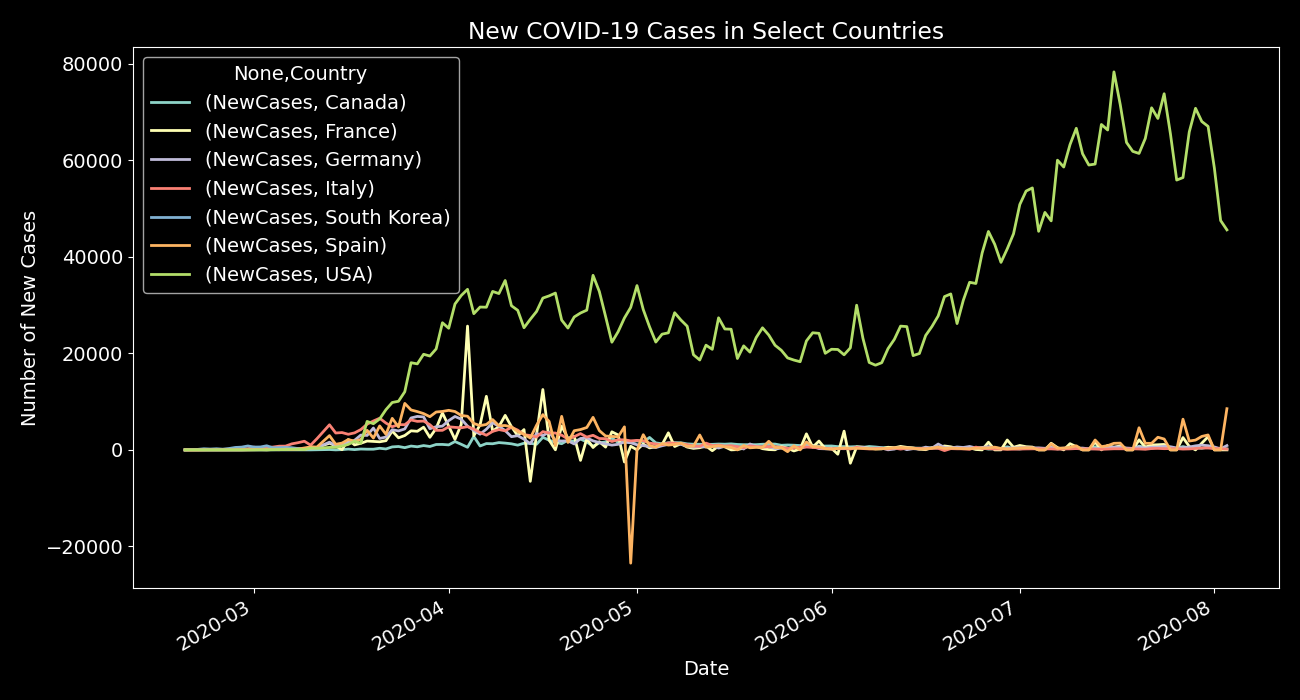 New COVID-19 Cases in Select Countries
80000
60000
40000
20000
0
−20000
Number of New Cases
None,Country
(NewCases, Canada)
(NewCases, France)
(NewCases, Germany)
(NewCases, Italy)
(NewCases, South Korea)
(NewCases, Spain)
(NewCases, USA)
2020-03
2020-04
2020-05
2020-06
2020-07
2020-08
Date